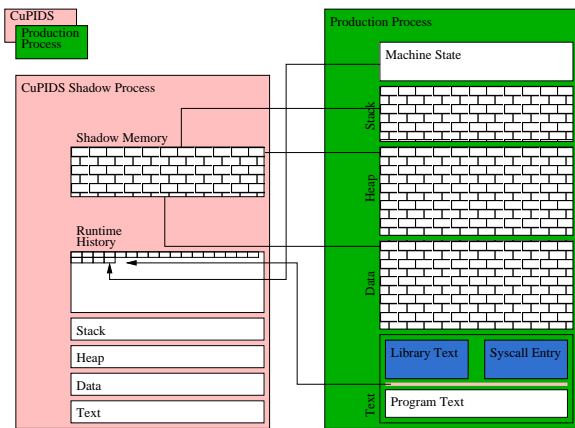 CuPIDS
Production
Process
CuPIDS Shadow Process
Shadow Memory
Runtime
History
Stack
Heap
Data
Text
Production Process
Machine State
Stack
Heap
Data
Library Text
Syscall Entry
Text
Program Text